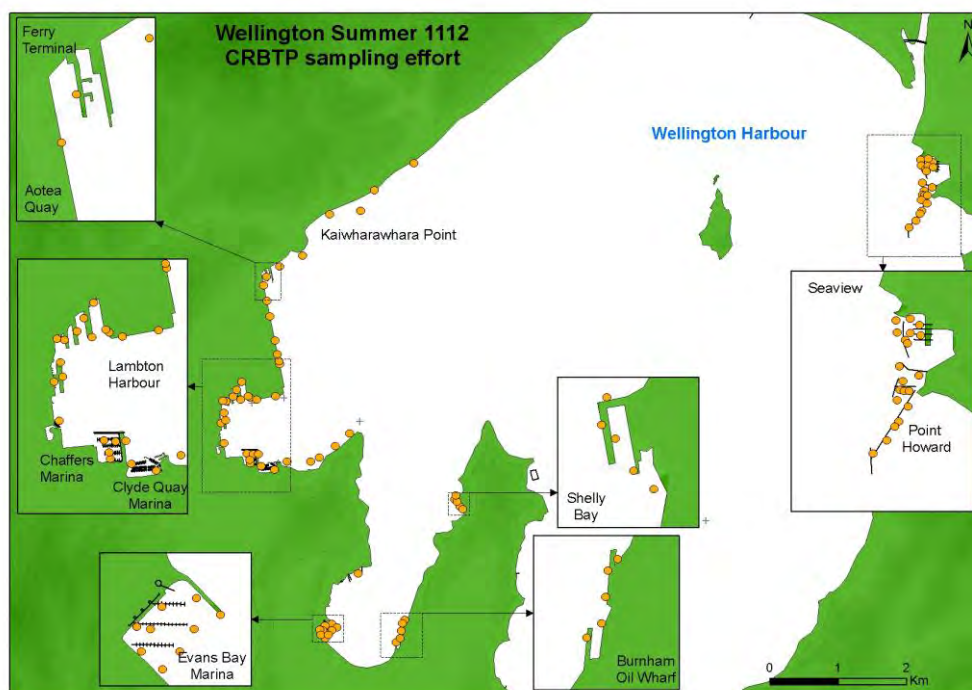 Wellington Summer 1112
CRBTP sampling effort
Ferry
Terminal
N
Wellington Harbour
Aotea
Quay
Kaiwharawhara Point
Seaview
Lambton
Harbour
Point
Howard
Chaffers
Marina
Clyde Quay
Marina
Shelly
Bay
Evans Bay
Marina
Burnham
Oil Wharf
0 1 2
Km